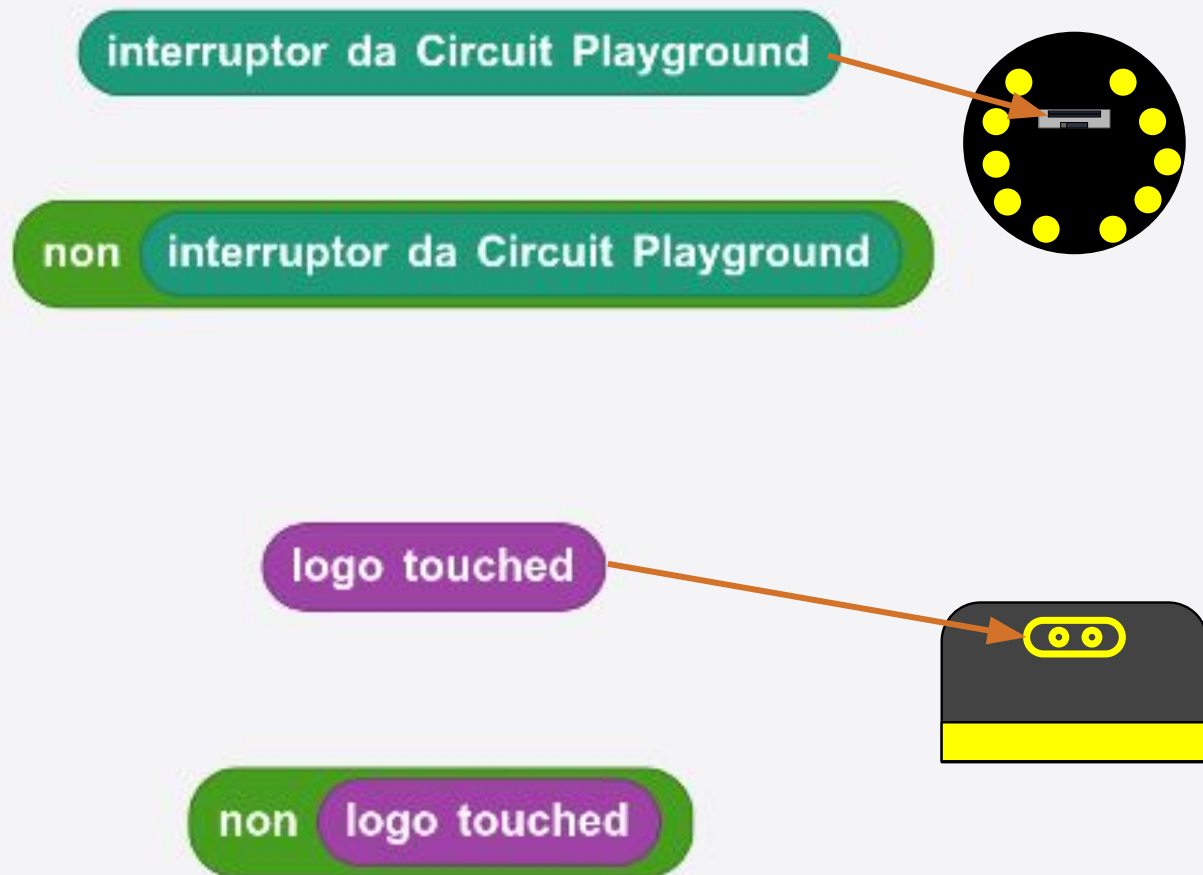 interruptor da Circuit Playground
non interruptor da Circuit Playground
logo touched
non logo touched